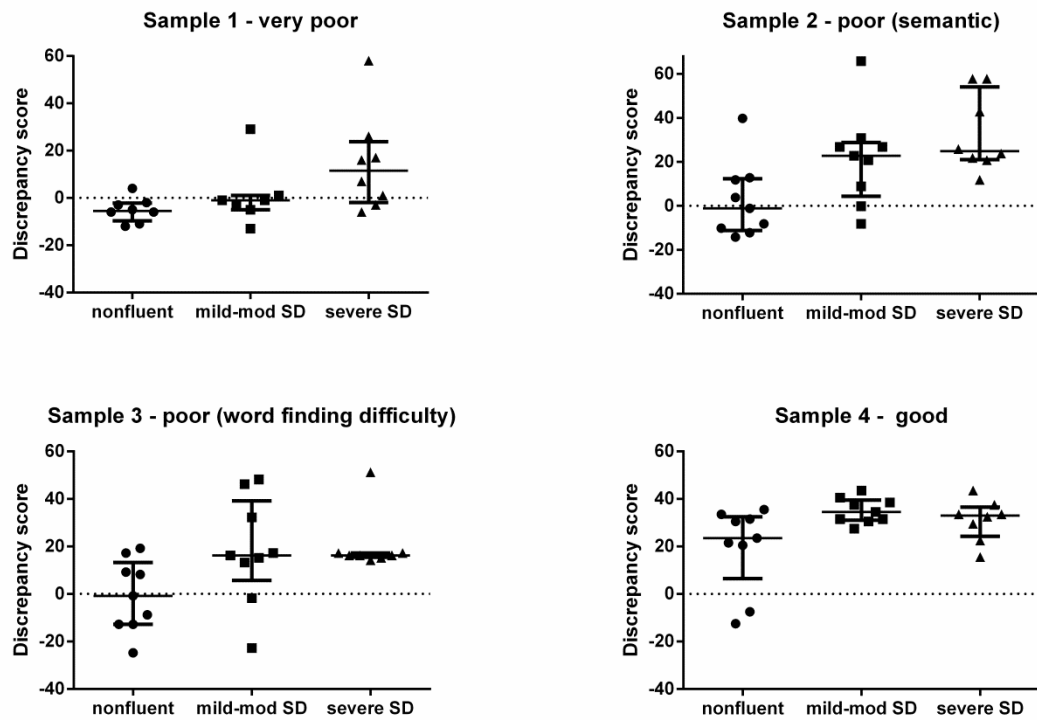 Sample 1 - very poor
Discrepancy score
60
40
20
0
-20
-40
nonfluent mild-mod SD severe SD
Sample 2 - poor (semantic)
Discrepancy score
60
40
20
0
-20
-40
nonfluent mild-mod SD severe SD
Sample 3 - poor (word finding difficulty)
Discrepancy score
60
40
20
0
-20
-40
nonfluent mild-mod SD severe SD
Sample 4 - good
Discrepancy score
60
40
20
0
-20
-40
nonfluent mild-mod SD severe SD